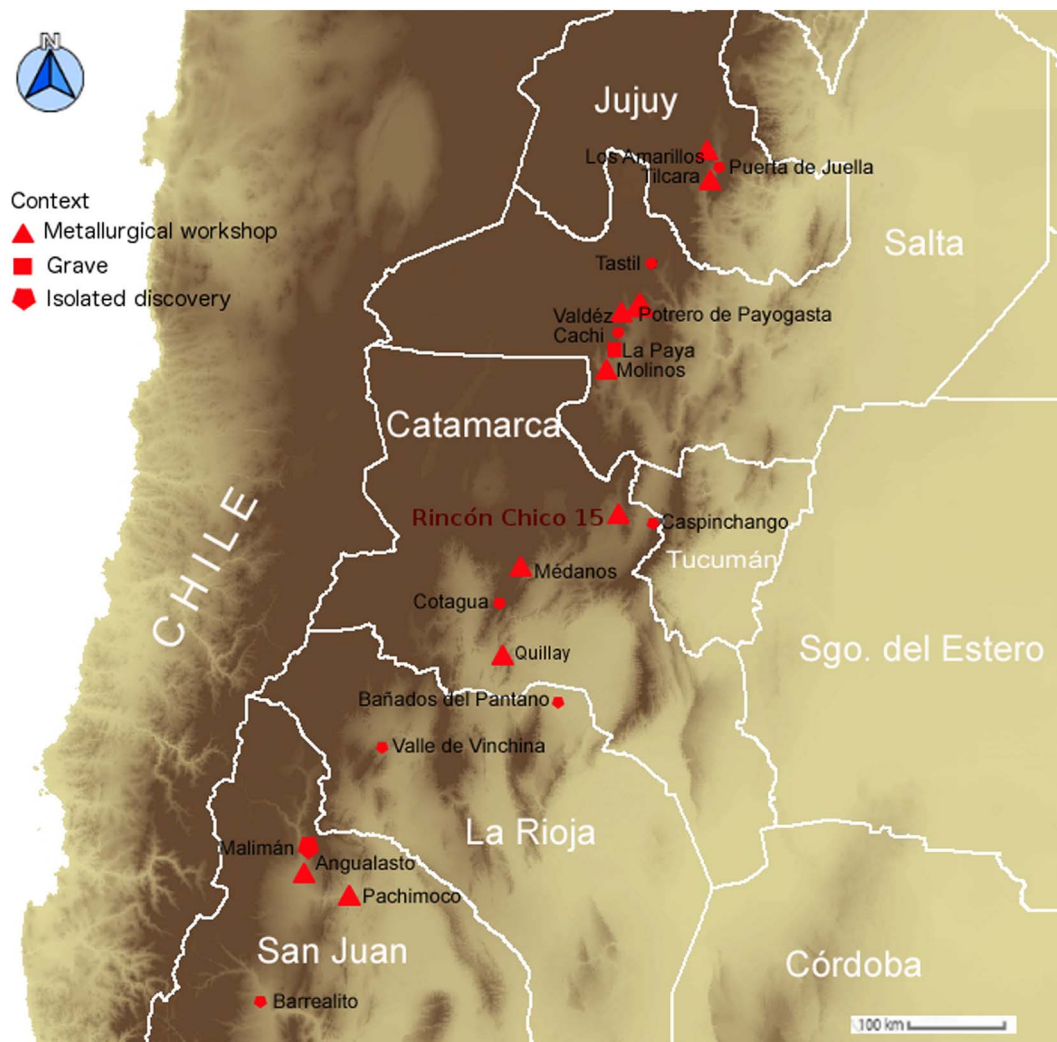 N
Jujuy
Los Amarillos
Puerta de Juella
Tilcara
Context
Metallurgical workshop
Grave
Isolated discovery
Salta
Tastil
Valdéz
Potrero de Payogasta
Cachi
La Paya
Molinos
Catamarca
CHILE
Rincón Chico 15
Caspinchango
Tucumán
Médanos
Cotagua
Quillay
Sgo. del Estero
Bañados del Pantano
Valle de Vinchina
La Rioja
Malimán
Angualasto
Pachimoco
San Juan
Córdoba
Barrealito
100 km